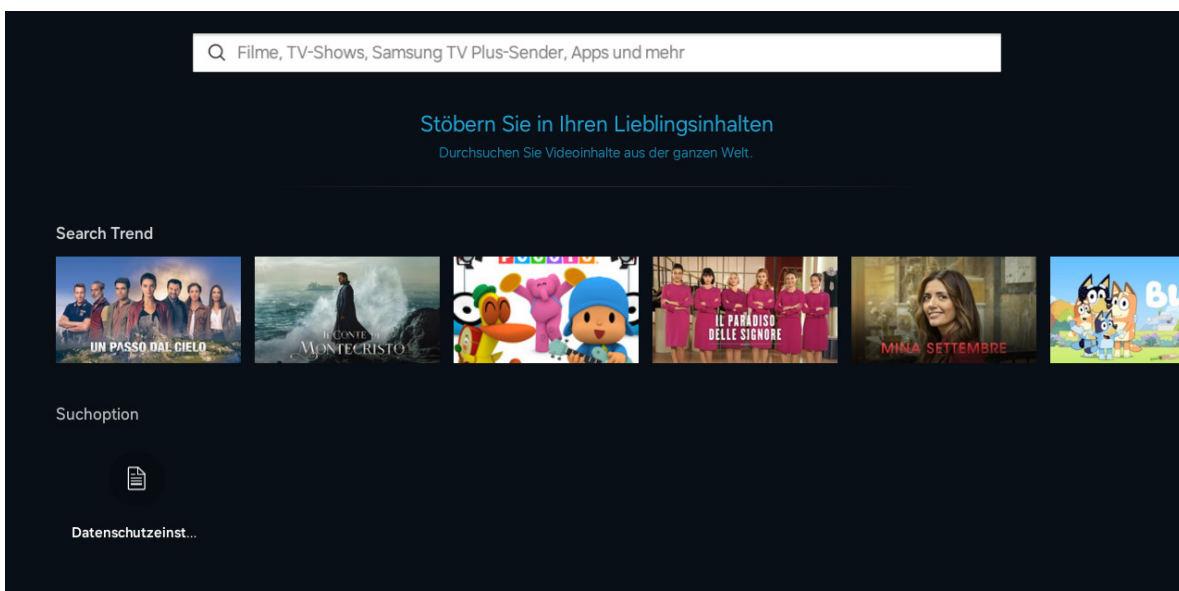 Filme, TV-Shows, Samsung TV Plus-Sender, Apps und mehr
Stöbern Sie in Ihren Lieblingsinhalten
Durchsuchen Sie Videoinhalte aus der ganzen Welt.
Search Trend
UN PASSO DAL CIELO
IL CONTE DI
MONTECRISTO
IL PARADISO
DELLE SIGNORE
MINA SETTEMBRE
Suchoption
Datenschutzeinst...